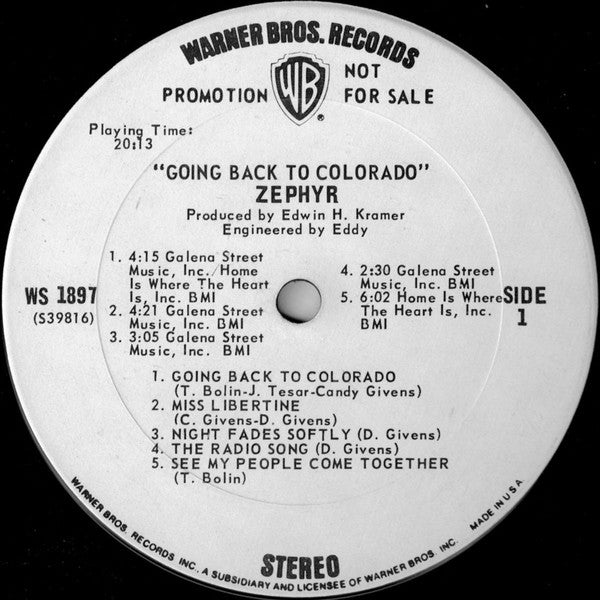 WARNER BROS. RECORDS
PROMOTION
NOT
FOR SALE
WB
®
Playing Time:
20:13
"GOING BACK TO COLORADO"
ZEPHYR
Produced by Edwin H. Kramer
Engineered by Eddy
1. 4:15 Galena Street
Music, Inc./Home
Is Where The Heart
Is, Inc. BMI
2. 4:21 Galena Street
Music, Inc. BMI
3. 3:05 Galena Street
Music, Inc. BMI
4. 2:30 Galena Street
Music, Inc. BMI
5. 6:02 Home Is Where
The Heart Is, Inc.
BMI
WS 1897
(S39816)
SIDE
1
1. GOING BACK TO COLORADO
(T. Bolin-J. Tesar-Candy Givens)
2. MISS LIBERTINE
(C. Givens-D. Givens)
3. NIGHT FADES SOFTLY (D. Givens)
4. THE RADIO SONG (D. Givens)
5. SEE MY PEOPLE COME TOGETHER
(T. Bolin)
STEREO
WARNER BROS. RECORDS INC., A SUBSIDIARY AND LICENSEE OF WARNER BROS. INC.
MADE IN U S A